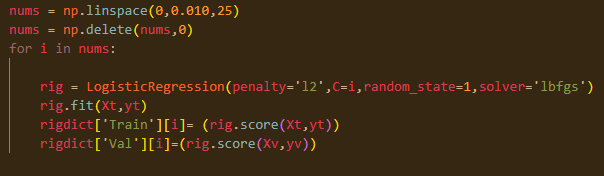 nums = np.linspace(0,0.010,25)
nums = np.delete(nums,0)
for i in nums:
rig = LogisticRegression(penalty='l2',C=i,random_state=1,solver='lbfgs')
rig.fit(Xt,yt)
rigdict['Train'][i]= (rig.score(Xt,yt))
rigdict['Val'][i]=(rig.score(Xv,yv))